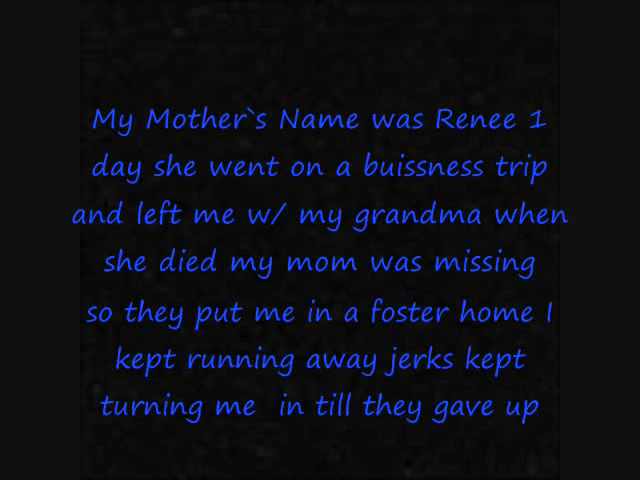 My Mother`s Name was Renee 1
day she went on a buissness trip
and left me w/ my grandma when
she died my mom was missing
so they put me in a foster home I
kept running away jerks kept
turning me in till they gave up